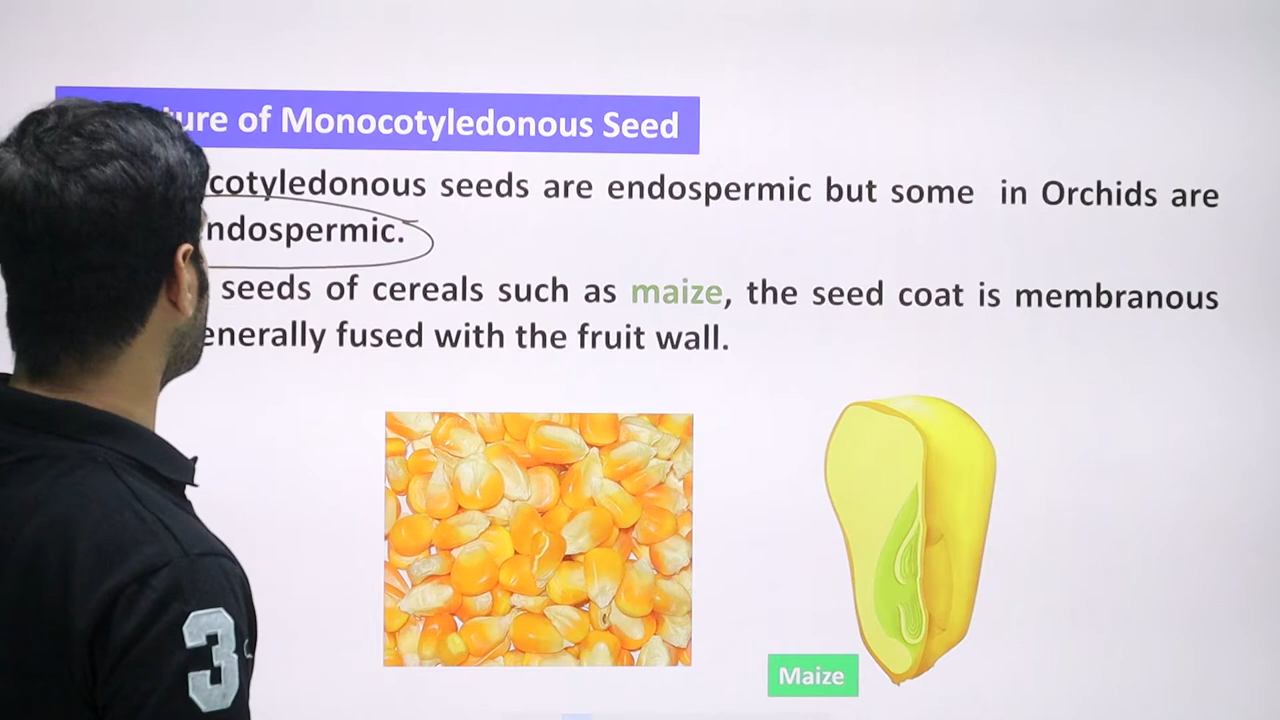 ture of Monocotyledonous Seed
cotyledonous seeds are endospermic but some in Orchids are
ndospermic.
seeds of cereals such as maize, the seed coat is membranous
enerally fused with the fruit wall.
Maize
3